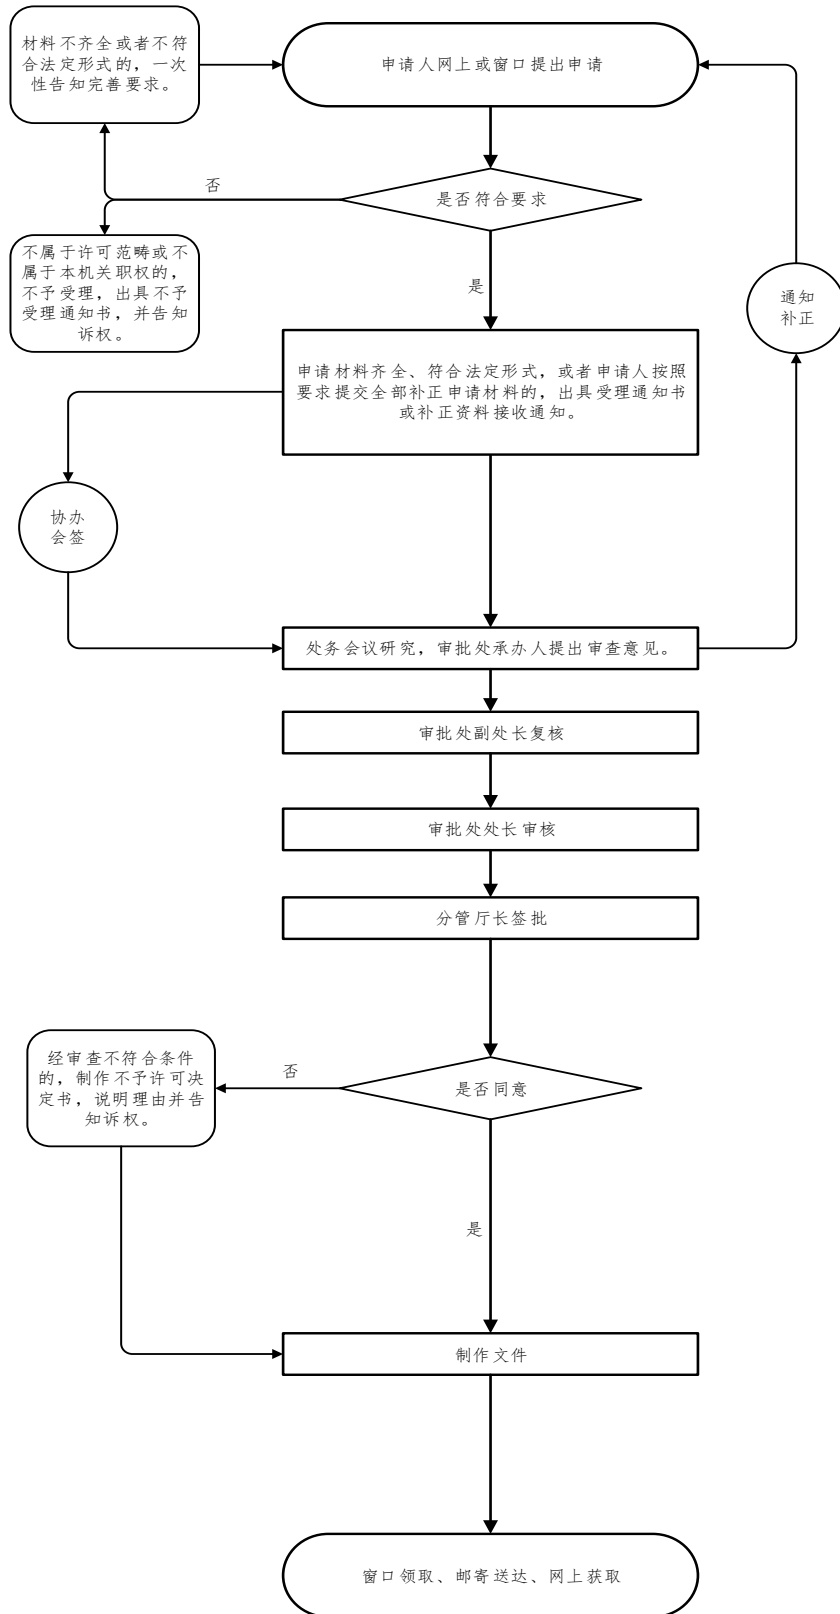 材料不齐全或者不符
合法定形式的，一次
性告知完善要求。
申请人网上或窗口提出申请
否
是否符合要求
不属于许可范畴或不
属于本机关职权的，
不予受理，出具不予
受理通知书，并告知
诉权。
是
通知
补正
申请材料齐全、符合法定形式，或者申请人按照
要求提交全部补正申请材料的，出具受理通知书
或补正资料接收通知。
协办
会签
处务会议研究，审批处承办人提出审查意见。
审批处副处长复核
审批处处长审核
分管厅长签批
经审查不符合条件
的，制作不予许可决
定书，说明理由并告
知诉权。
否
是否同意
是
制作文件
窗口领取、邮寄送达、网上获取